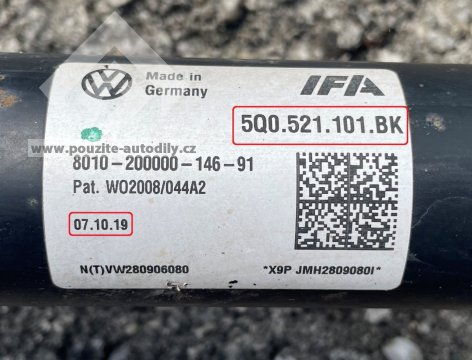 Made in
Germany
IFA
5Q0.521.101.BK
www.pouzite-autodily.cz
8010-200000-146-91
Pat. WO2008/044A2
07.10.19
N(T)VW280906080
*X9P JMH2809080I*